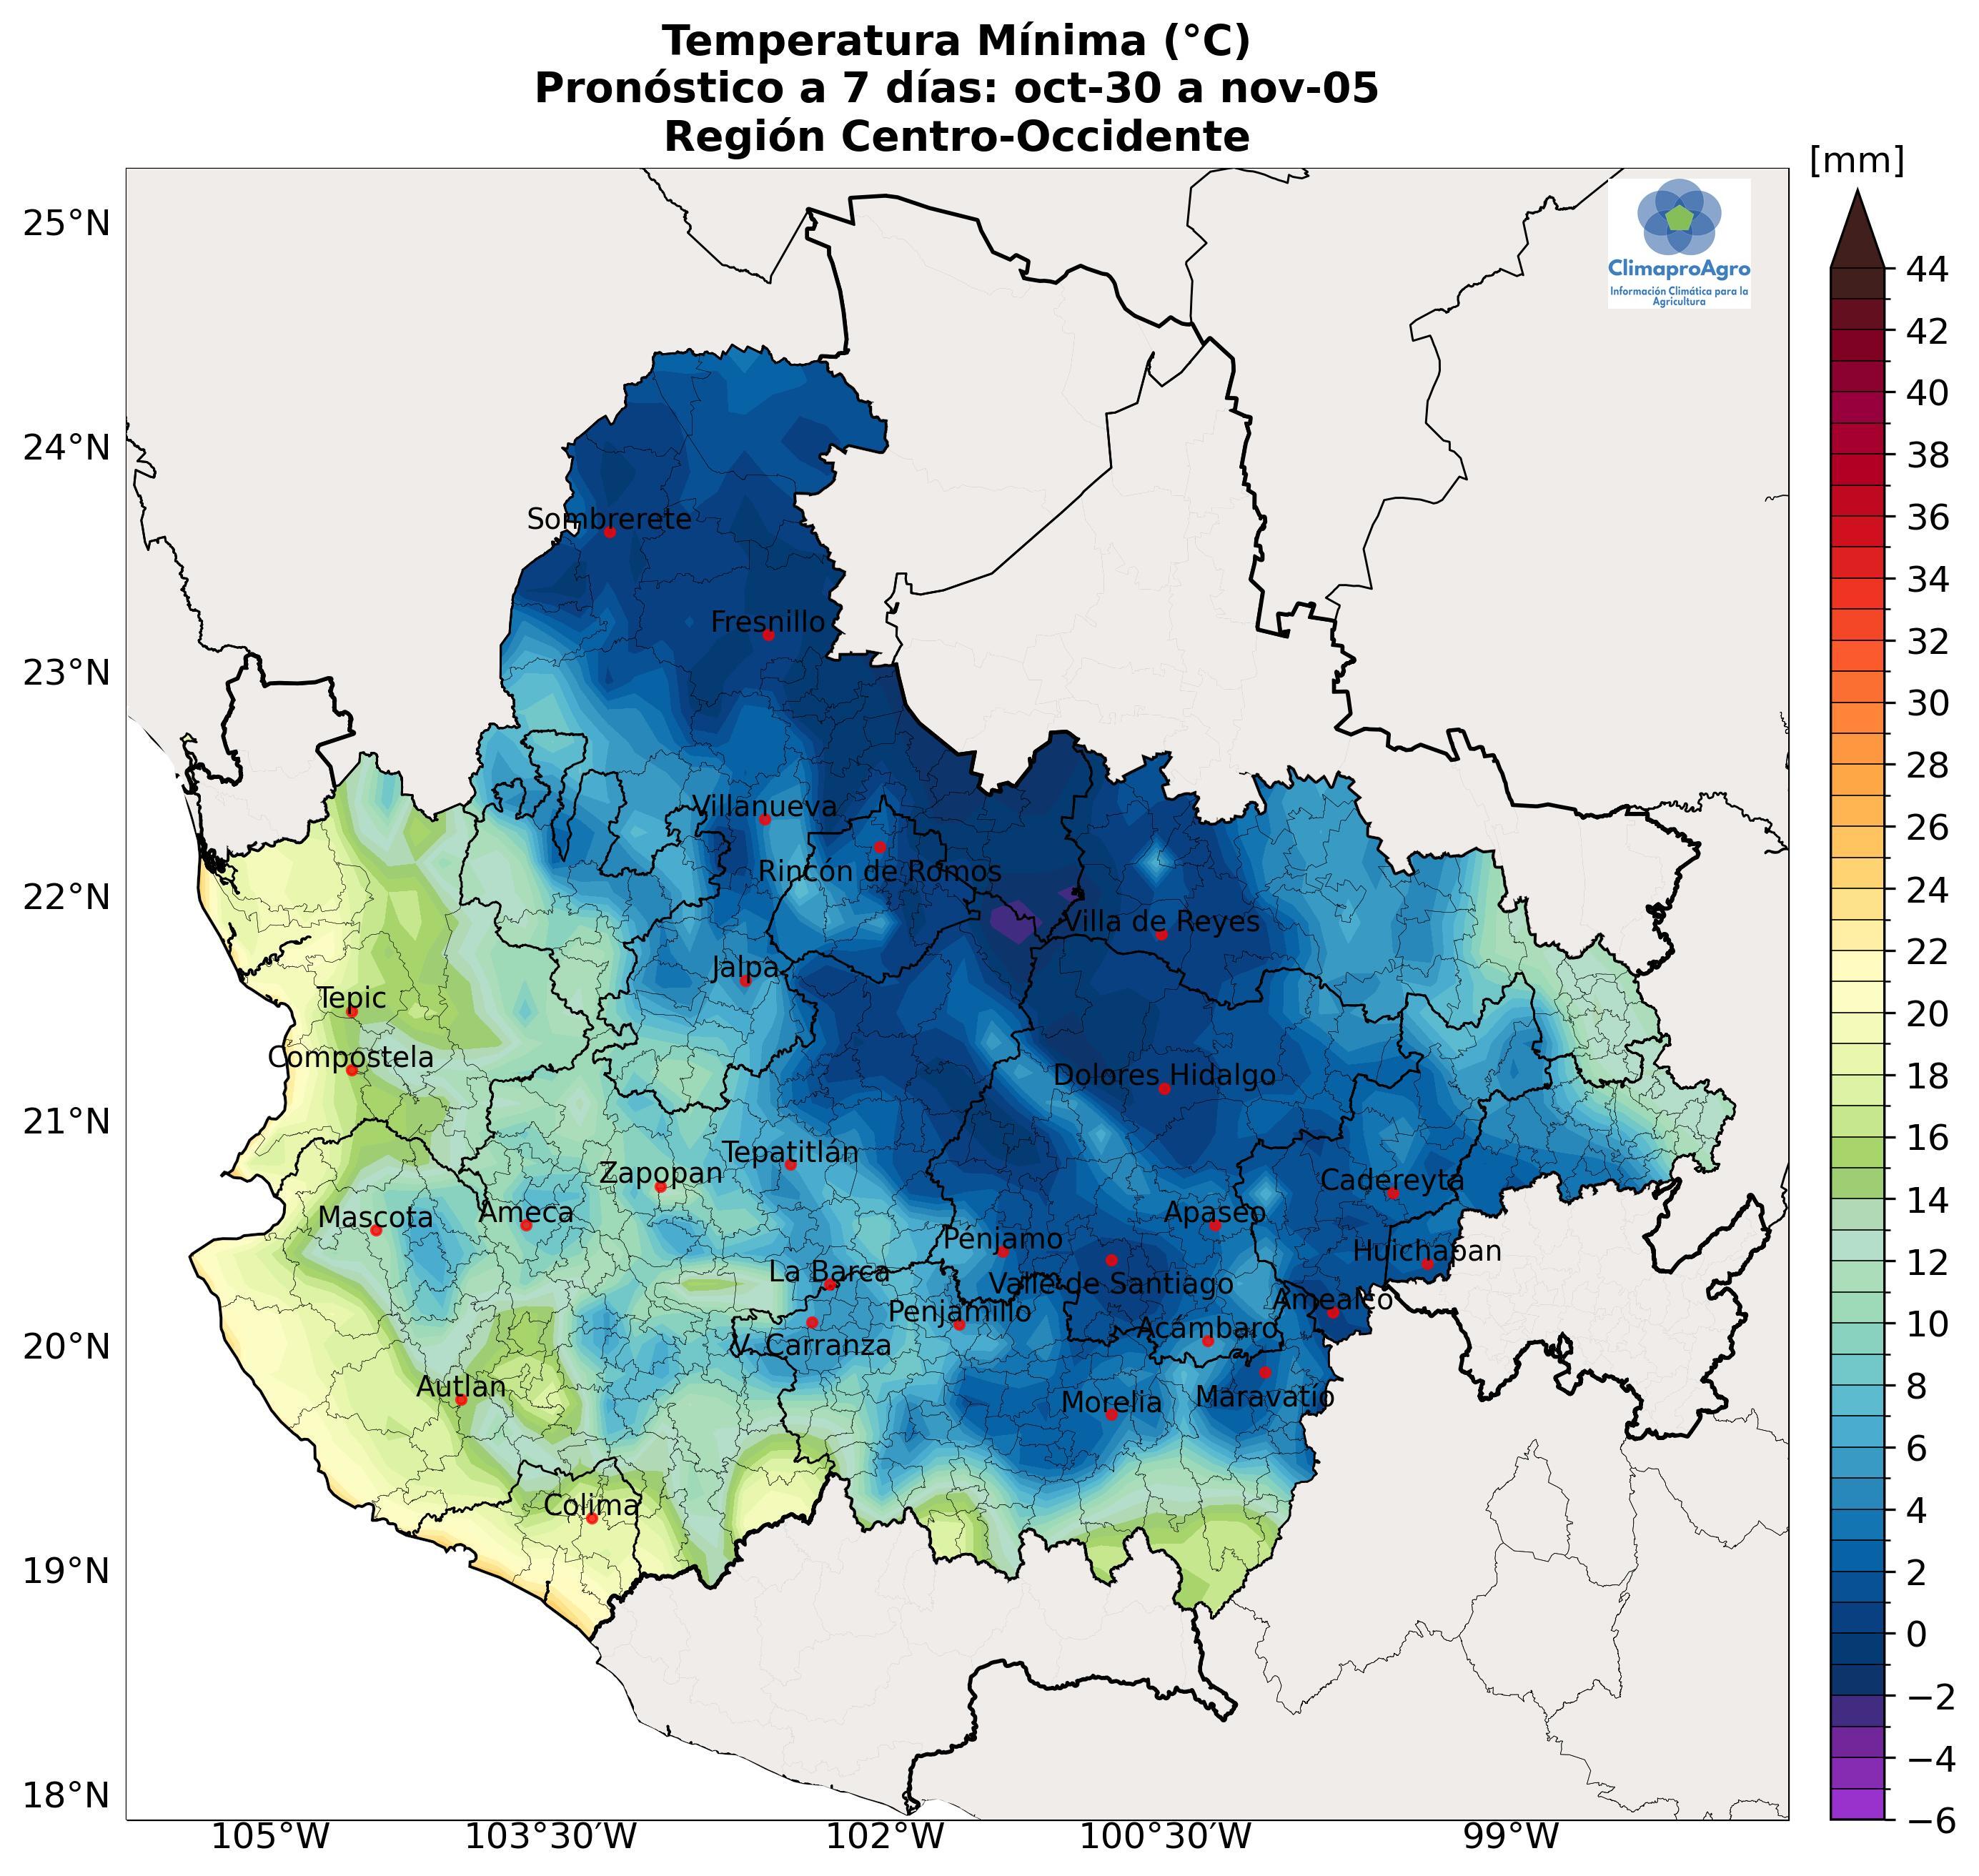 Temperatura Mínima (°C)
Pronóstico a 7 días: oct-30 a nov-05
Región Centro-Occidente
[mm]
ClimaproAgro
Información Climática para la
Agricultura
25°N
24°N
23°N
22°N
21°N
20°N
19°N
18°N
105°W
103°30′W
102°W
100°30′W
99°W
44
42
40
38
36
34
32
30
28
26
24
22
20
18
16
14
12
10
8
6
4
2
0
−2
−4
−6
Sombrerete
Fresnillo
Villanueva
Rincón de Romos
Villa de Reyes
Jalpa
Tepic
Compostela
Dolores Hidalgo
Tepatitlán
Zapopan
Cadereyta
Mascota
Ameca
Apaseo
Pénjamo
Huichapan
La Barca
Valle de Santiago
Amealco
Penjamillo
Acámbaro
V. Carranza
Autlan
Morelia
Maravatío
Colima